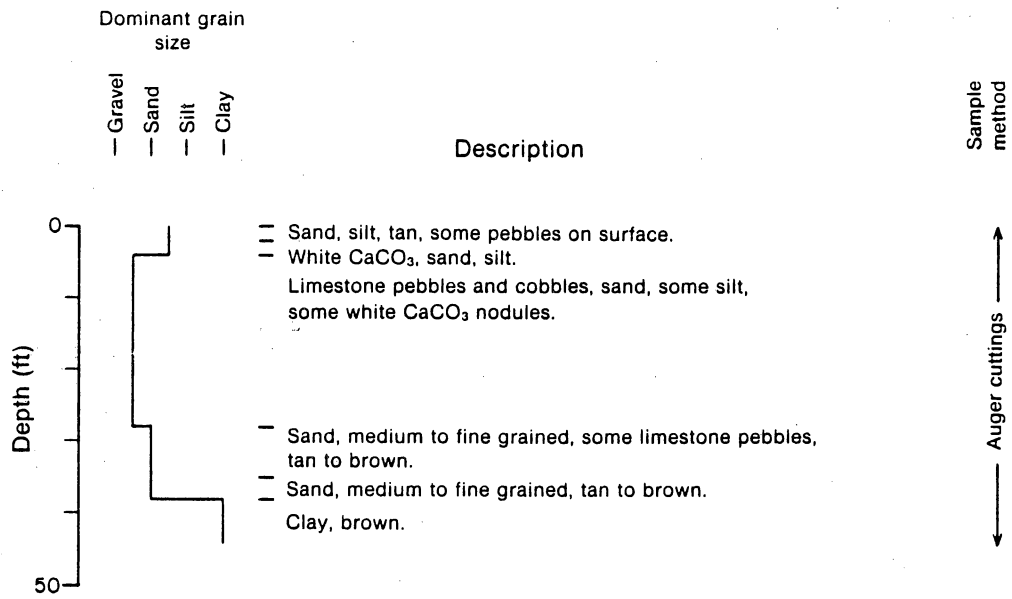 Dominant grain
size
— Gravel
— Sand
— Silt
— Clay
Description
Sample
method
0
Sand, silt, tan, some pebbles on surface.
White CaCO₃, sand, silt.
Limestone pebbles and cobbles, sand, some silt,
some white CaCO₃ nodules.
Depth (ft)
Auger cuttings
Sand, medium to fine grained, some limestone pebbles,
tan to brown.
Sand, medium to fine grained, tan to brown.
Clay, brown.
50